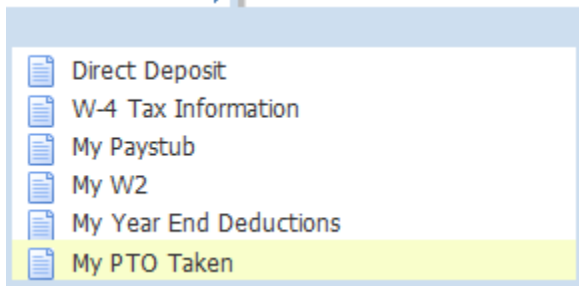 Direct Deposit
W-4 Tax Information
My Paystub
My W2
My Year End Deductions
My PTO Taken